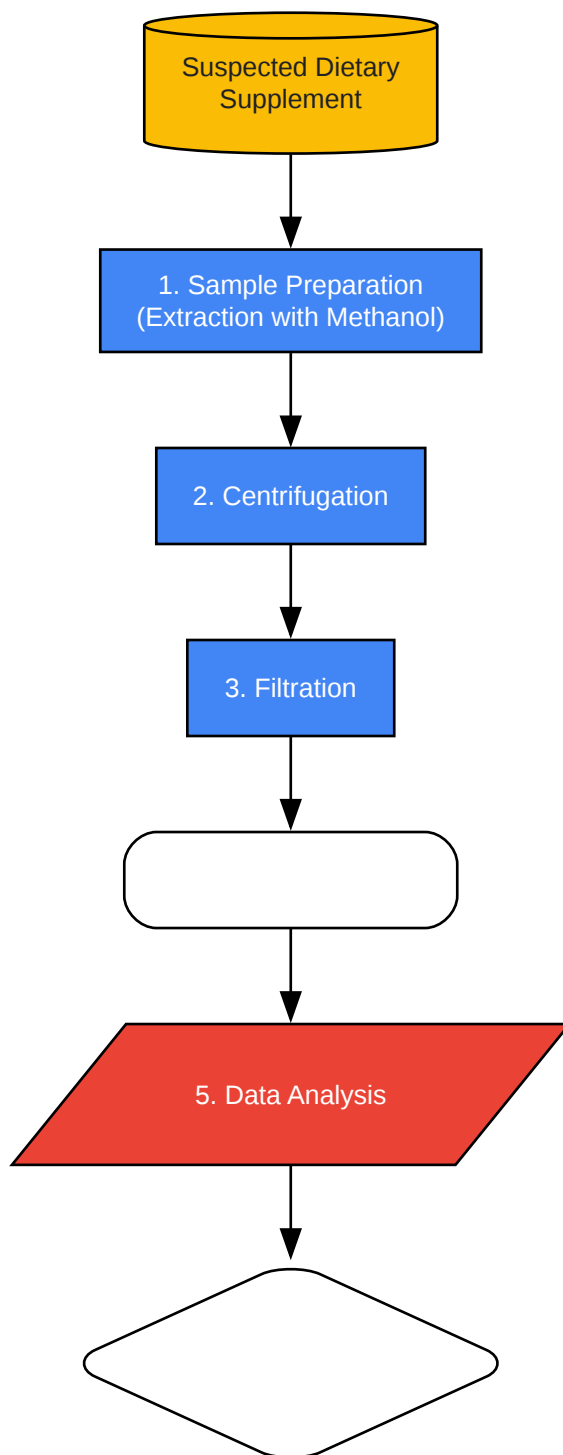 Suspected Dietary
Supplement
1. Sample Preparation
(Extraction with Methanol)
2. Centrifugation
3. Filtration
5. Data Analysis